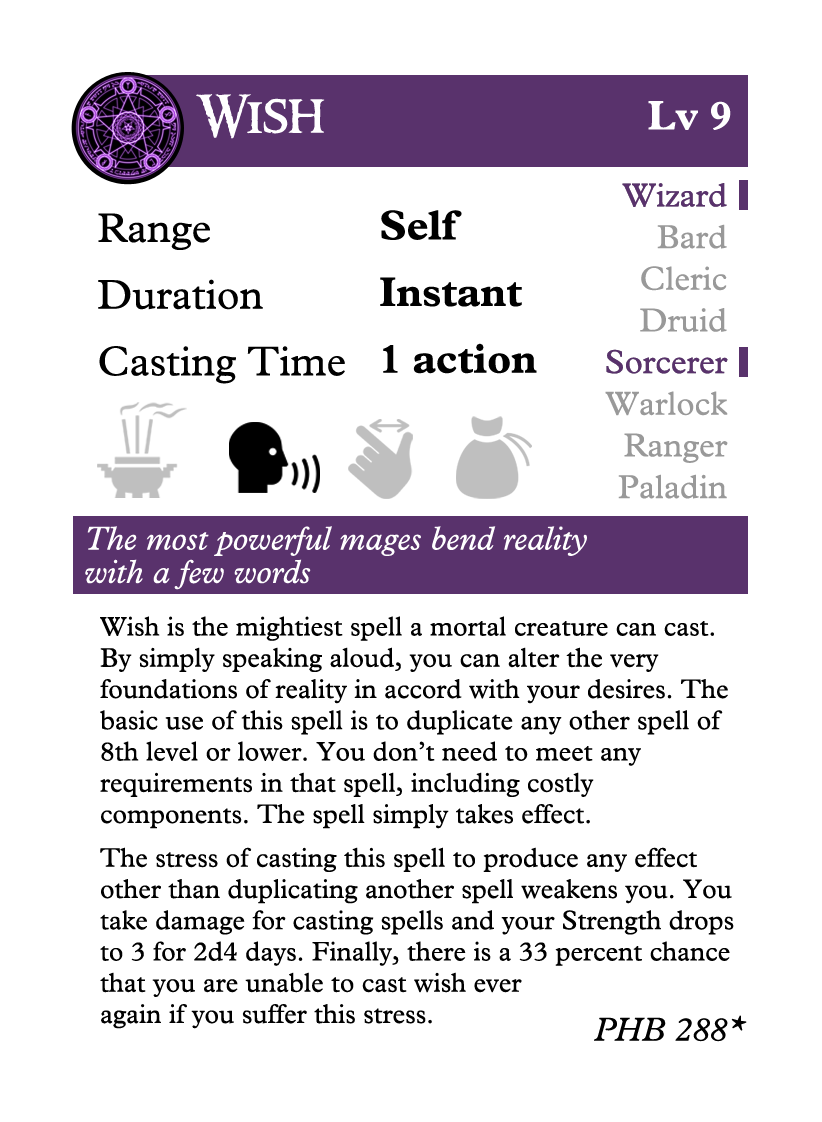 Wish
Lv 9
Range Self
Duration Instant
Casting Time 1 action
Wizard
Bard
Cleric
Druid
Sorcerer
Warlock
Ranger
Paladin
The most powerful mages bend reality
with a few words
Wish is the mightiest spell a mortal creature can cast.
By simply speaking aloud, you can alter the very
foundations of reality in accord with your desires. The
basic use of this spell is to duplicate any other spell of
8th level or lower. You don’t need to meet any
requirements in that spell, including costly
components. The spell simply takes effect.
The stress of casting this spell to produce any effect
other than duplicating another spell weakens you. You
take damage for casting spells and your Strength drops
to 3 for 2d4 days. Finally, there is a 33 percent chance
that you are unable to cast wish ever
again if you suffer this stress.
PHB 288*